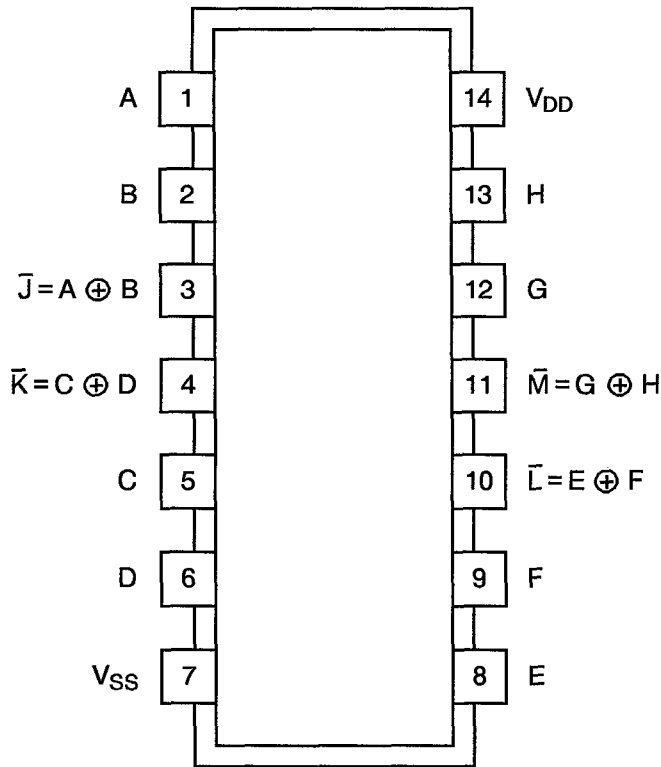 A 1 14 V_DD
B 2 13 H
J̅=A ⊕ B 3 12 G
K̅=C ⊕ D 4 11 M̅=G ⊕ H
C 5 10 L̅=E ⊕ F
D 6 9 F
V_SS 7 8 E